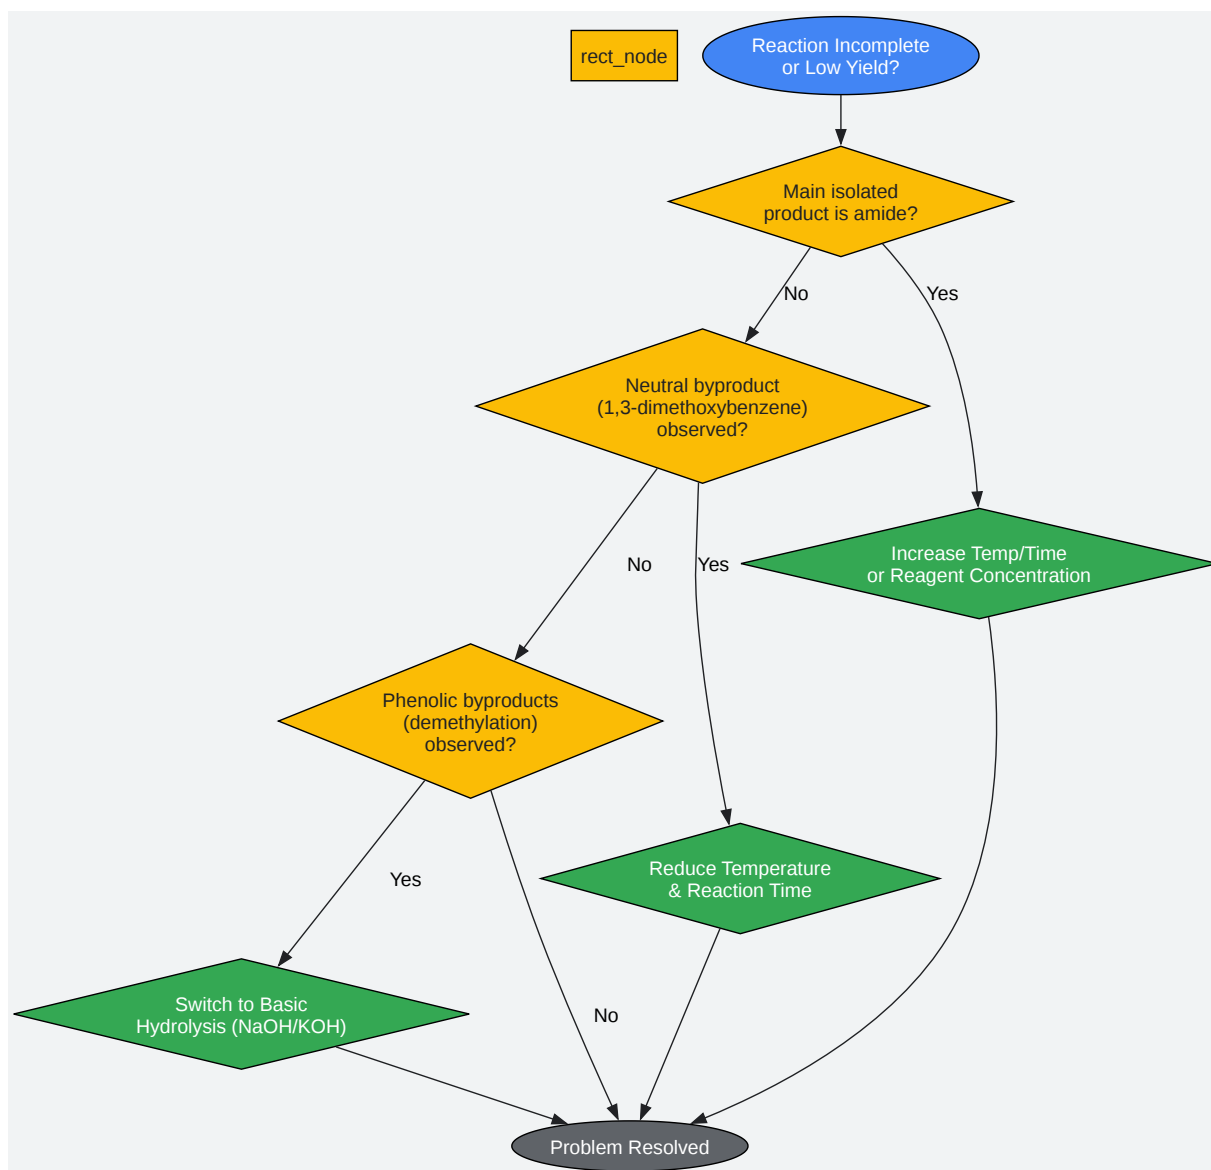 rect_node
Reaction Incomplete
or Low Yield?
Main isolated
product is amide?
No
Yes
Neutral byproduct
(1,3-dimethoxybenzene)
observed?
Increase Temp/Time
or Reagent Concentration
No
Yes
Phenolic byproducts
(demethylation)
observed?
Reduce Temperature
& Reaction Time
Yes
Switch to Basic
Hydrolysis (NaOH/KOH)
No
Problem Resolved